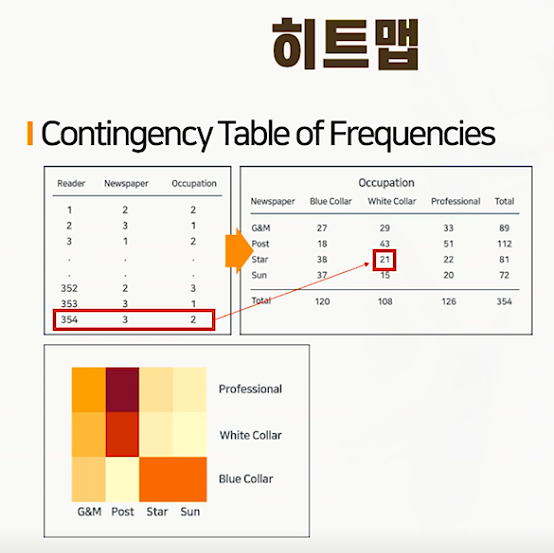 히트맵
Contingency Table of Frequencies
Reader Newspaper Occupation
1 2 2
2 3 1
3 1 2
. . .
. . .
352 2 3
353 3 1
354 3 2
Occupation
Newspaper Blue Collar White Collar Professional Total
G&M 27 29 33 89
Post 18 43 51 112
Star 38 21 22 81
Sun 37 15 20 72
Total 120 108 126 354
Professional
White Collar
Blue Collar
G&M Post Star Sun